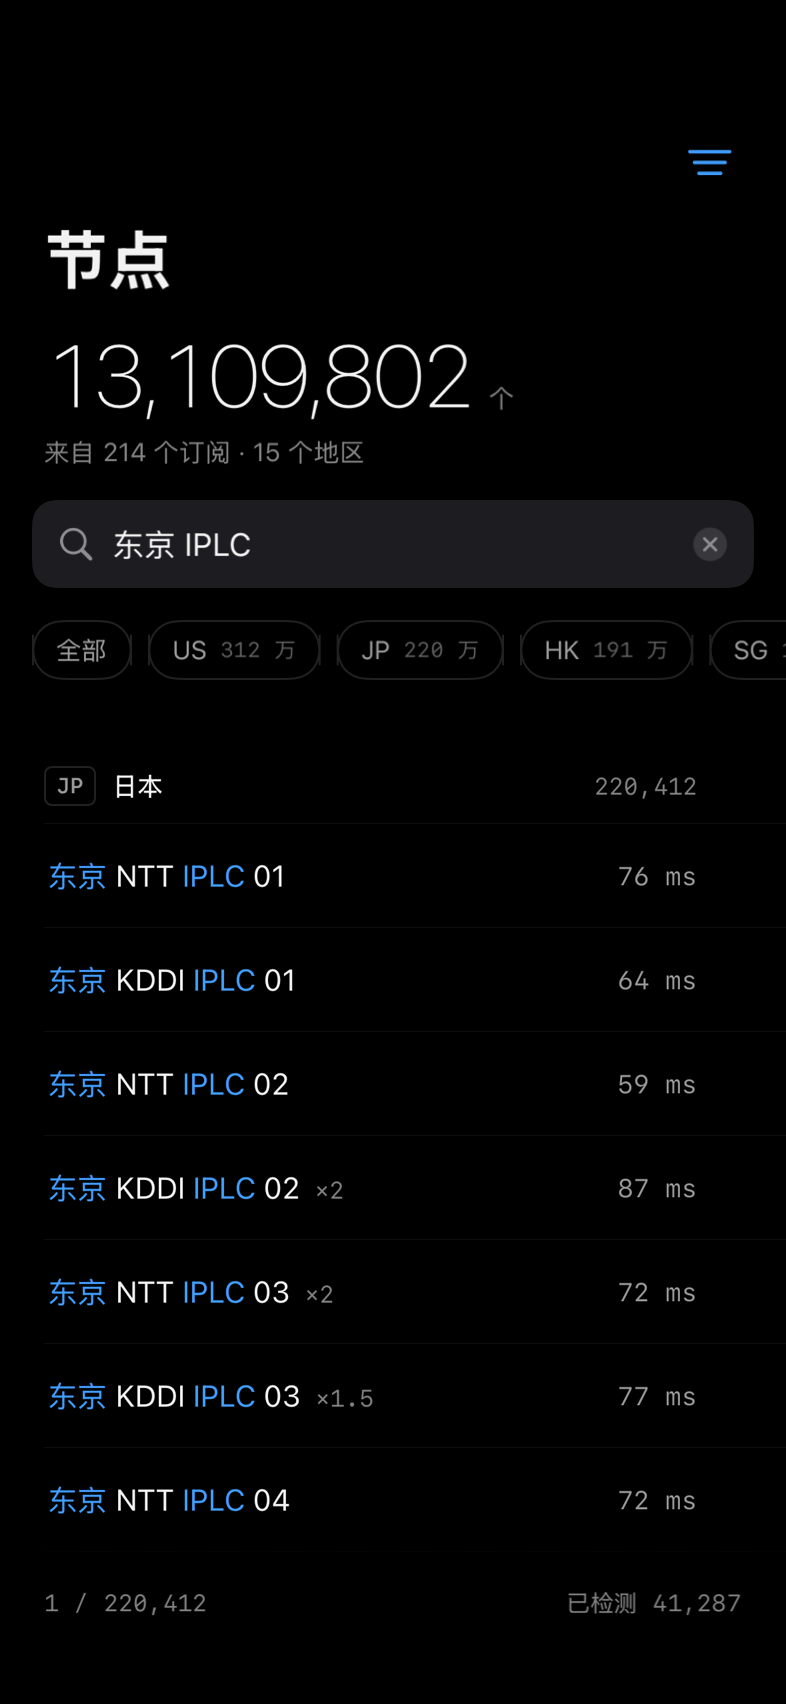 节点
13,109,802 个
来自 214 个订阅 · 15 个地区
东京 IPLC
全部 US 312 万 JP 220 万 HK 191 万 SG
JP 日本 220,412
东京 NTT IPLC 01 76 ms
东京 KDDI IPLC 01 64 ms
东京 NTT IPLC 02 59 ms
东京 KDDI IPLC 02 ×2 87 ms
东京 NTT IPLC 03 ×2 72 ms
东京 KDDI IPLC 03 ×1.5 77 ms
东京 NTT IPLC 04 72 ms
1 / 220,412 已检测 41,287